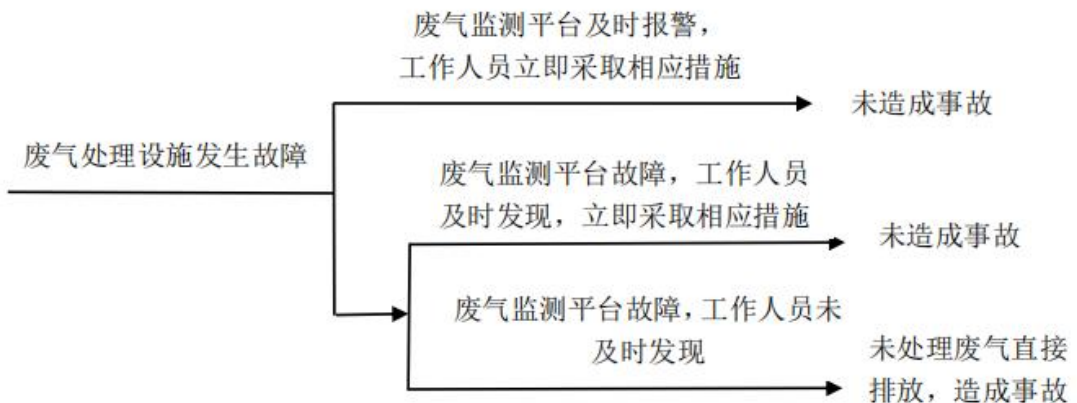 废气监测平台及时报警，
工作人员立即采取相应措施
未造成事故
废气处理设施发生故障
废气监测平台故障，工作人员
及时发现，立即采取相应措施
未造成事故
废气监测平台故障，工作人员未
及时发现
未处理废气直接
排放，造成事故